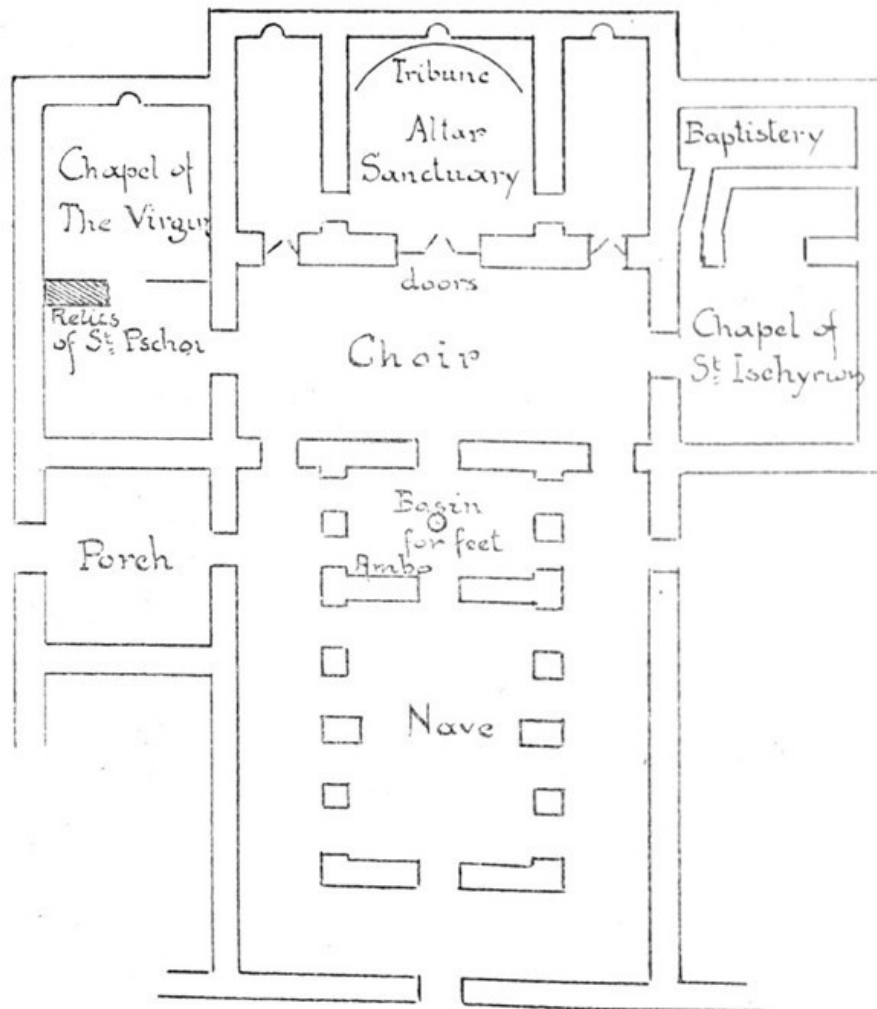 Tribune
Altar
Sanctuary
Baptistery
Chapel of
The Virgin
doors
Relics
of St. Pschoi
Choir
Chapel of
St. Ischyrion
Basin
for feet
Ambo
Porch
Nave